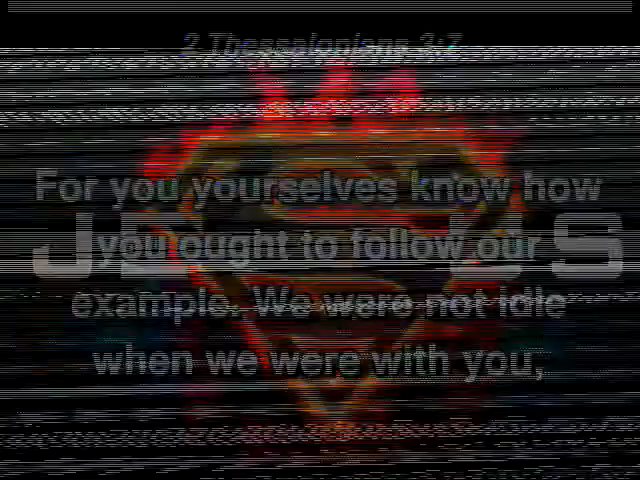 2 Thessalonians 3:7
For you yourselves know how
you ought to follow our
example. We were not idle
when we were with you,